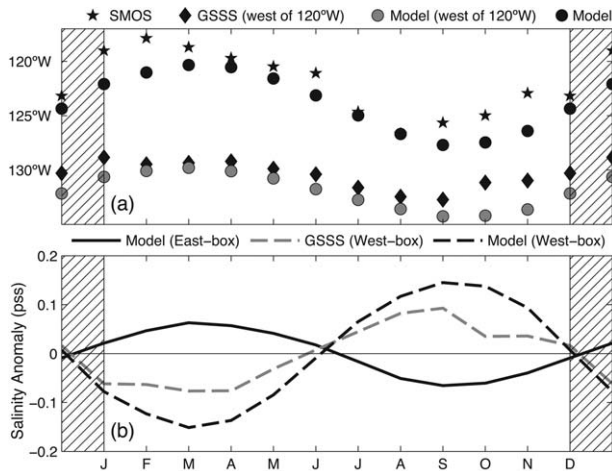 SMOS GSSS (west of 120ºW) Model (west of 120ºW) Model
120ºW
125ºW
130ºW
(a)
Model (East-box) GSSS (West-box) Model (West-box)
0.2
0.1
0
-0.1
-0.2
Salinity Anomaly (pss)
(b)
J F M A M J J A S O N D